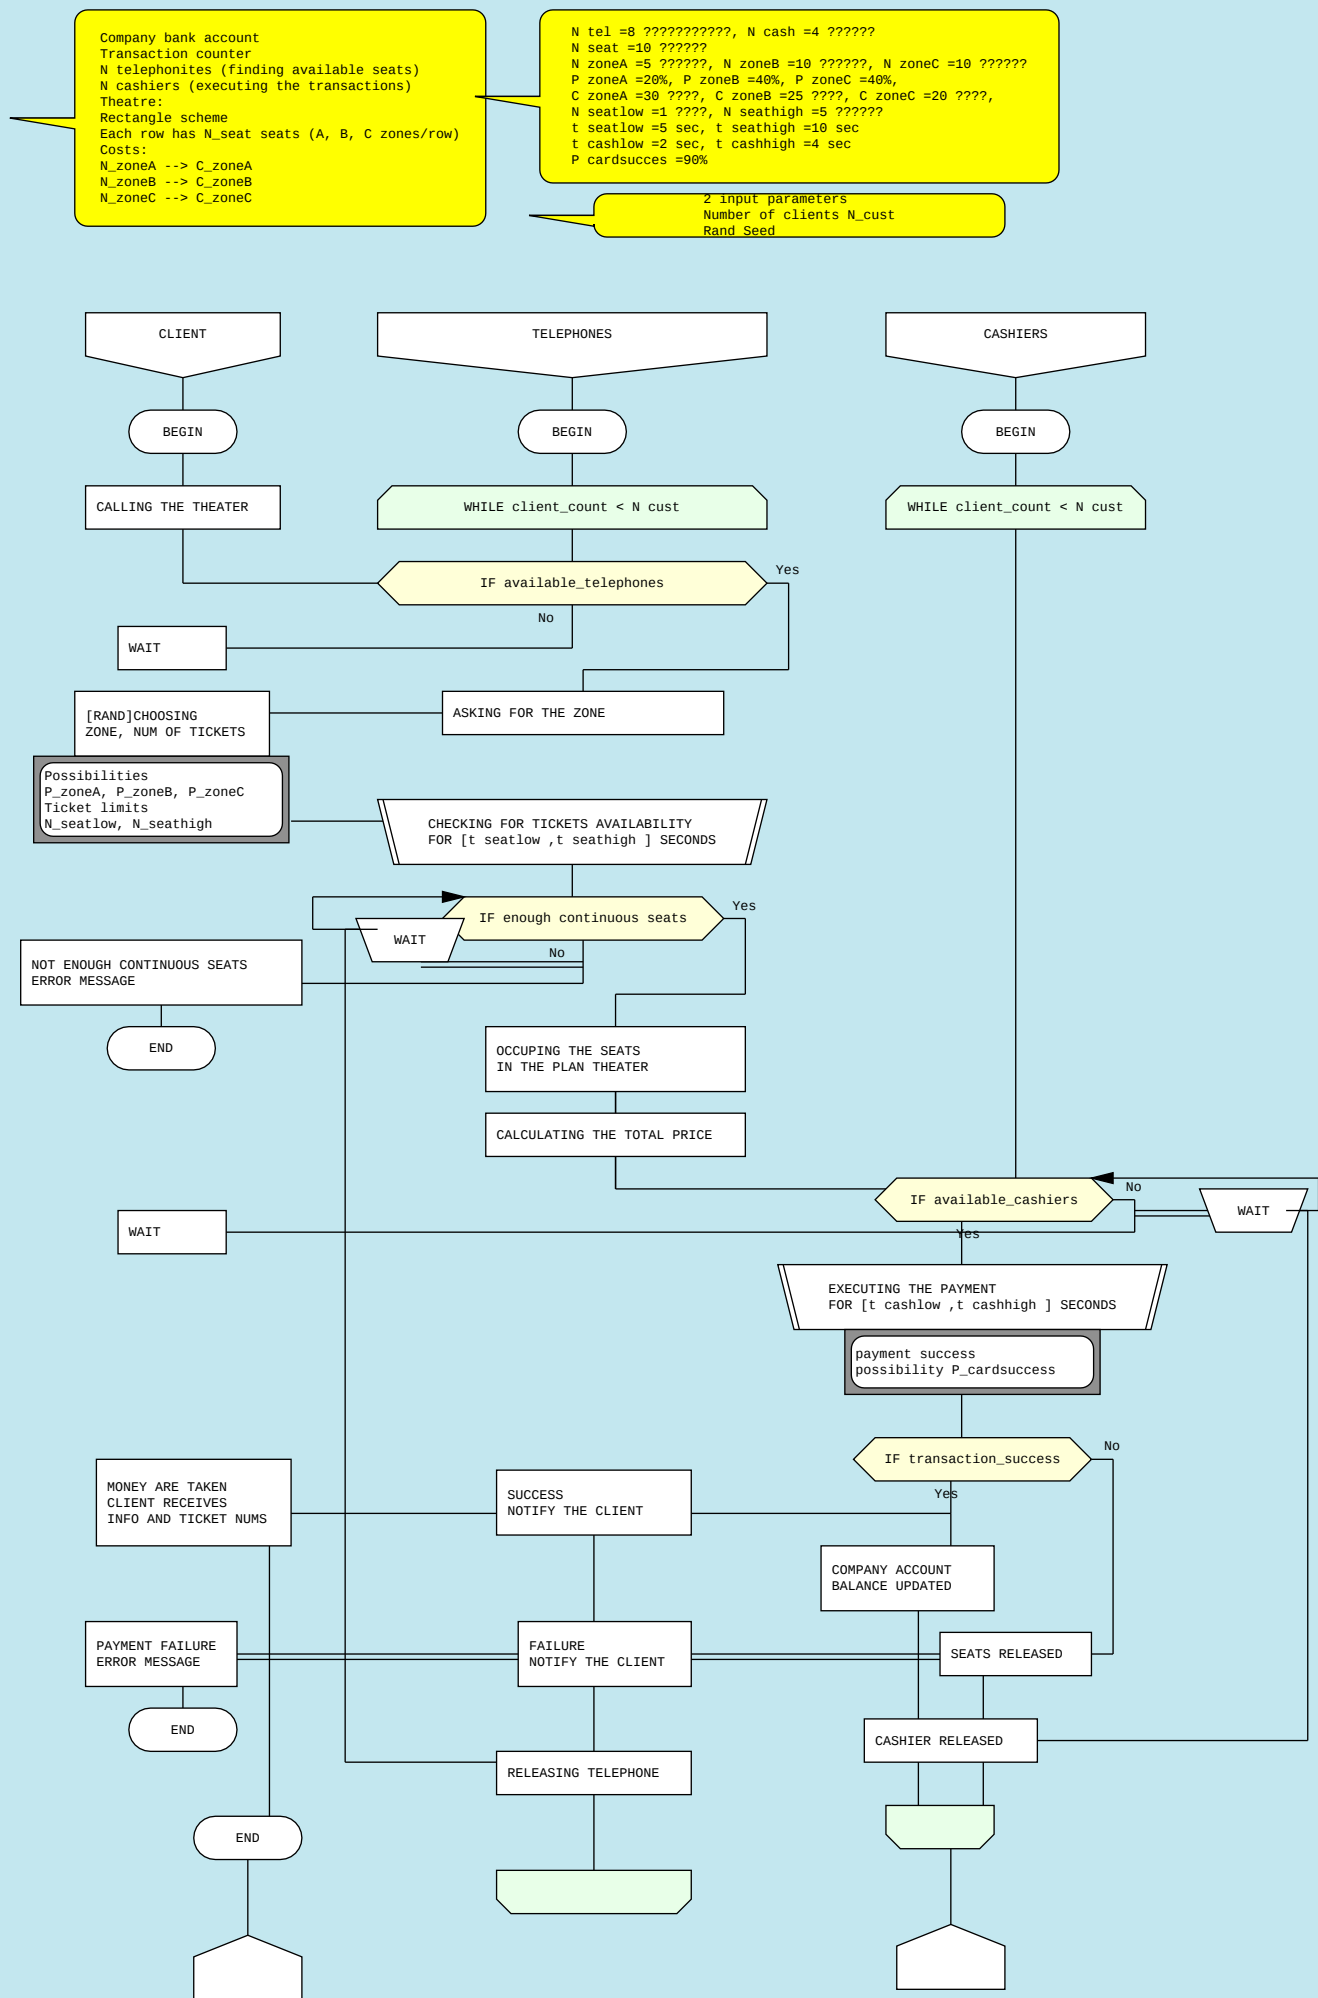 Company bank account
Transaction counter
N telephonites (finding available seats)
N cashiers (executing the transactions)
Theatre:
Rectangle scheme
Each row has N_seat seats (A, B, C zones/row)
Costs:
N_zoneA --> C_zoneA
N_zoneB --> C_zoneB
N_zoneC --> C_zoneC
N tel =8 ???????????, N cash =4 ??????
N seat =10 ??????
N zoneA =5 ??????, N zoneB =10 ??????, N zoneC =10 ??????
P zoneA =20%, P zoneB =40%, P zoneC =40%,
C zoneA =30 ????, C zoneB =25 ????, C zoneC =20 ????,
N seatlow =1 ????, N seathigh =5 ??????
t seatlow =5 sec, t seathigh =10 sec
t cashlow =2 sec, t cashhigh =4 sec
P cardsucces =90%
2 input parameters
Number of clients N_cust
Rand Seed
CLIENT
TELEPHONES
CASHIERS
BEGIN
BEGIN
BEGIN
CALLING THE THEATER
WHILE client_count < N cust
WHILE client_count < N cust
IF available_telephones
Yes
No
WAIT
[RAND]CHOOSING
ZONE, NUM OF TICKETS
ASKING FOR THE ZONE
Possibilities
P_zoneA, P_zoneB, P_zoneC
Ticket limits
N_seatlow, N_seathigh
CHECKING FOR TICKETS AVAILABILITY
FOR [t seatlow ,t seathigh ] SECONDS
IF enough continuous seats
Yes
WAIT
No
NOT ENOUGH CONTINUOUS SEATS
ERROR MESSAGE
END
OCCUPING THE SEATS
IN THE PLAN THEATER
CALCULATING THE TOTAL PRICE
IF available_cashiers
No
WAIT
WAIT
Yes
EXECUTING THE PAYMENT
FOR [t cashlow ,t cashhigh ] SECONDS
payment success
possibility P_cardsuccess
IF transaction_success
No
Yes
MONEY ARE TAKEN
CLIENT RECEIVES
INFO AND TICKET NUMS
SUCCESS
NOTIFY THE CLIENT
COMPANY ACCOUNT
BALANCE UPDATED
PAYMENT FAILURE
ERROR MESSAGE
FAILURE
NOTIFY THE CLIENT
SEATS RELEASED
END
CASHIER RELEASED
RELEASING TELEPHONE
END